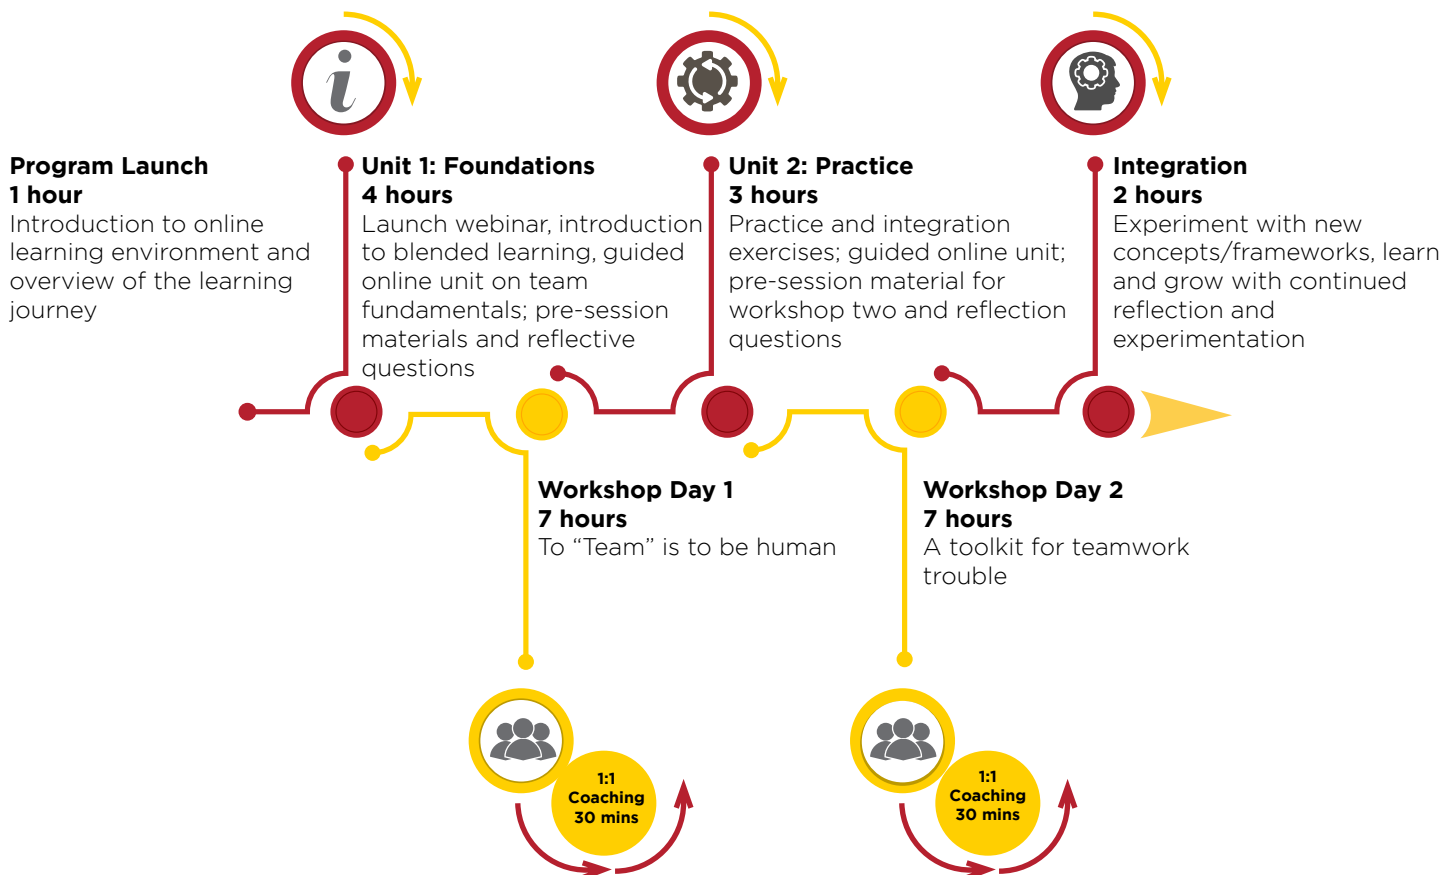 Program Launch
1 hour
Introduction to online
learning environment and
overview of the learning
journey
Unit 1: Foundations
4 hours
Launch webinar, introduction
to blended learning, guided
online unit on team
fundamentals; pre-session
materials and reflective
questions
Unit 2: Practice
3 hours
Practice and integration
exercises; guided online unit;
pre-session material for
workshop two and reflection
questions
Integration
2 hours
Experiment with new
concepts/frameworks, learn
and grow with continued
reflection and
experimentation
Workshop Day 1
7 hours
To “Team” is to be human
Workshop Day 2
7 hours
A toolkit for teamwork
trouble
1:1
Coaching
30 mins
1:1
Coaching
30 mins